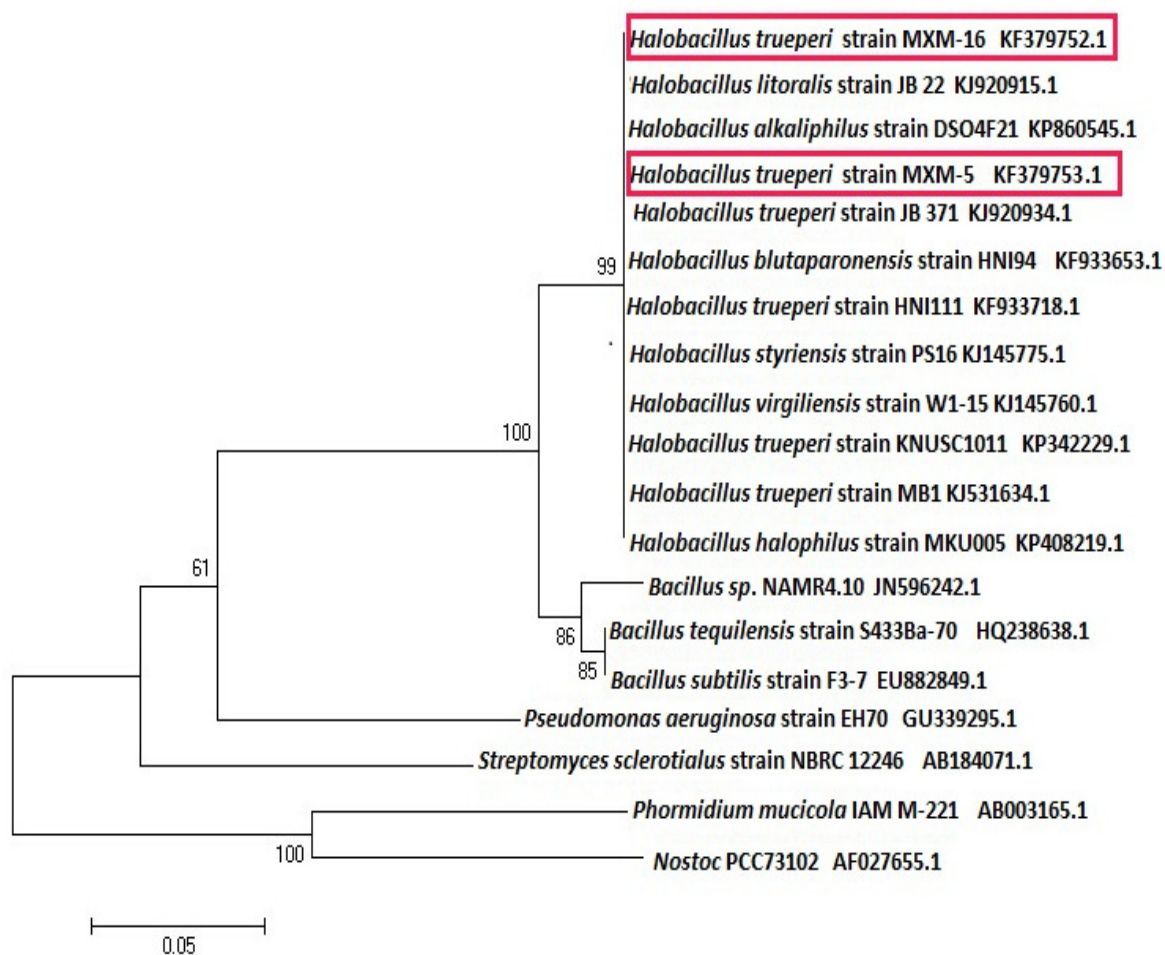 Halobacillus trueperi strain MXM-16 KF379752.1
Halobacillus litoralis strain JB 22 KJ920915.1
Halobacillus alkaliphilus strain DSO4F21 KP860545.1
Halobacillus trueperi strain MXM-5 KF379753.1
Halobacillus trueperi strain JB 371 KJ920934.1
Halobacillus blutaparonensis strain HNI94 KF933653.1
99
Halobacillus trueperi strain HNI111 KF933718.1
Halobacillus styriensis strain PS16 KJ145775.1
Halobacillus virgiliensis strain W1-15 KJ145760.1
100
Halobacillus trueperi strain KNUSC1011 KP342229.1
Halobacillus trueperi strain MB1 KJ531634.1
Halobacillus halophilus strain MKU005 KP408219.1
61
Bacillus sp. NAMR4.10 JN596242.1
86
Bacillus tequilensis strain S433Ba-70 HQ238638.1
85
Bacillus subtilis strain F3-7 EU882849.1
Pseudomonas aeruginosa strain EH70 GU339295.1
Streptomyces sclerotialus strain NBRC 12246 AB184071.1
Phormidium mucicola IAM M-221 AB003165.1
100
Nostoc PCC73102 AF027655.1
0.05